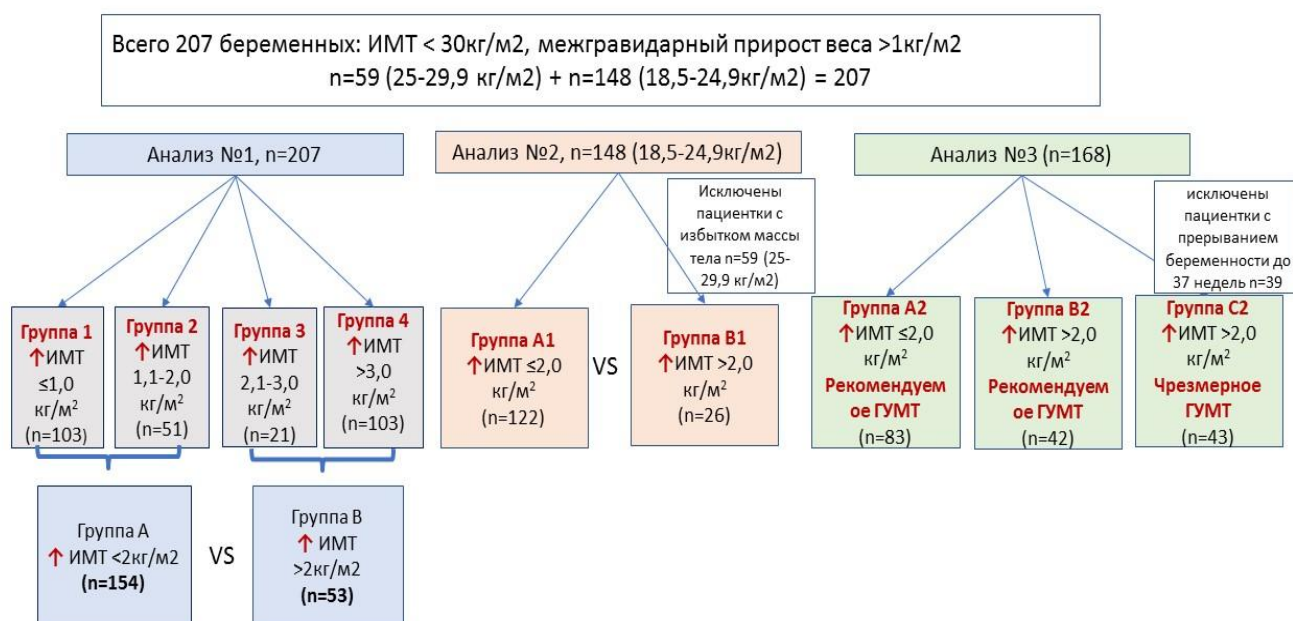 Всего 207 беременных: ИМТ < 30кг/м2, межгравидарный прирост веса >1кг/м2
n=59 (25-29,9 кг/м2) + n=148 (18,5-24,9кг/м2) = 207
Анализ №1, n=207
Анализ №2, n=148 (18,5-24,9кг/м2)
Анализ №3 (n=168)
Исключены
пациентки с
избытком массы
тела n=59 (25-
29,9 кг/м2)
исключены
пациентки с
прерыванием
беременности до
37 недель n=39
Группа 1
↑ИМТ
≤1,0
кг/м²
(n=103)
Группа 2
↑ИМТ
1,1-2,0
кг/м²
(n=51)
Группа 3
↑ИМТ
2,1-3,0
кг/м²
(n=21)
Группа 4
↑ИМТ
>3,0
кг/м²
(n=103)
Группа А1
↑ИМТ ≤2,0
кг/м²
(n=122)
VS
Группа В1
↑ИМТ >2,0
кг/м²
(n=26)
Группа А2
↑ИМТ ≤2,0
кг/м²
Рекомендуем
ое ГУМТ
(n=83)
Группа В2
↑ИМТ >2,0
кг/м²
Рекомендуем
ое ГУМТ
(n=42)
Группа С2
↑ИМТ >2,0
кг/м²
Чрезмерное
ГУМТ
(n=43)
Группа А
↑ ИМТ <2кг/м2
(n=154)
VS
Группа В
↑ ИМТ
>2кг/м2
(n=53)